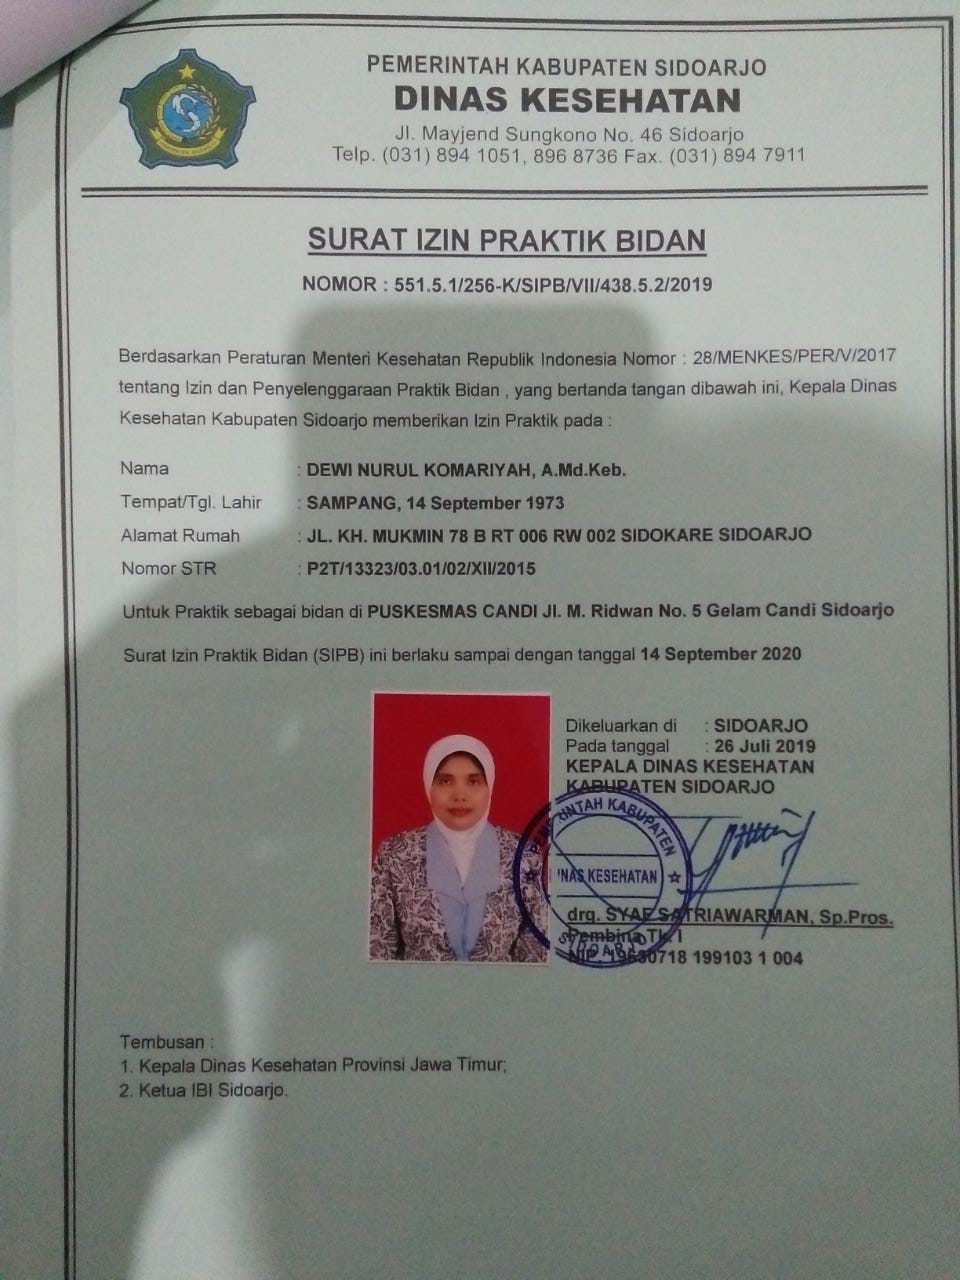 PEMERINTAH KABUPATEN SIDOARJO
DINAS KESEHATAN
Jl. Mayjend Sungkono No. 46 Sidoarjo
Telp. (031) 894 1051, 896 8736 Fax. (031) 894 7911
SURAT IZIN PRAKTIK BIDAN
NOMOR : 551.5.1/256-K/SIPB/VII/438.5.2/2019
Berdasarkan Peraturan Menteri Kesehatan Republik Indonesia Nomor : 28/MENKES/PER/V/2017
tentang Izin dan Penyelenggaraan Praktik Bidan , yang bertanda tangan dibawah ini, Kepala Dinas
Kesehatan Kabupaten Sidoarjo memberikan Izin Praktik pada :
Nama : DEWI NURUL KOMARIYAH, A.Md.Keb.
Tempat/Tgl. Lahir : SAMPANG, 14 September 1973
Alamat Rumah : JL. KH. MUKMIN 78 B RT 006 RW 002 SIDOKARE SIDOARJO
Nomor STR : P2T/13323/03.01/02/XII/2015
Untuk Praktik sebagai bidan di PUSKESMAS CANDI Jl. M. Ridwan No. 5 Gelam Candi Sidoarjo
Surat Izin Praktik Bidan (SIPB) ini berlaku sampai dengan tanggal 14 September 2020
Dikeluarkan di : SIDOARJO
Pada tanggal : 26 Juli 2019
KEPALA DINAS KESEHATAN
KABUPATEN SIDOARJO
PEMERINTAH KABUPATEN
INAS KESEHATAN
SIDOARJO
drg. SYAF SATRIAWARMAN, Sp.Pros.
Pembina Tk. I
NIP. 19630718 199103 1 004
Tembusan :
1. Kepala Dinas Kesehatan Provinsi Jawa Timur;
2. Ketua IBI Sidoarjo.